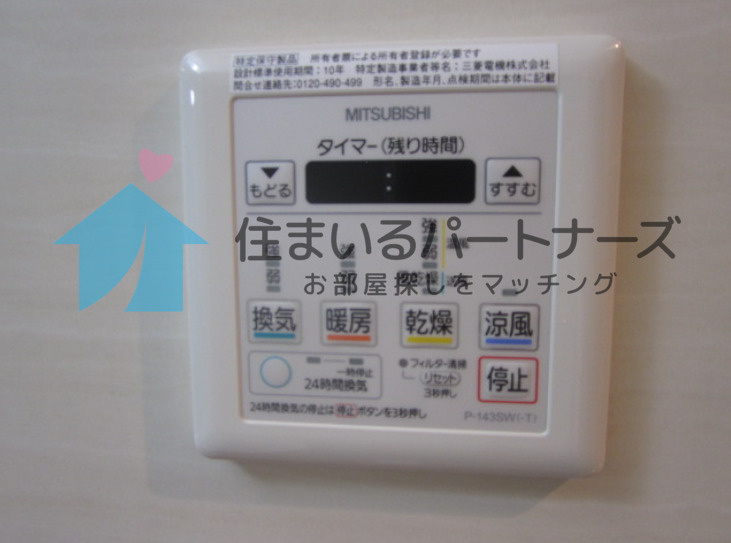 特定保守製品 所有者票による所有者登録が必要です
設計標準使用期間：10年 特定製造事業者等名：三菱電機株式会社
問合せ連絡先:0120-490-499 形名、製造年月、点検期間は本体に記載
MITSUBISHI
タイマー(残り時間)
▼ ▲
もどる : すすむ
住まいるパートナーズ
お部屋探しをマッチング
強 強 強
弱 弱
換気 暖房 乾燥 涼風
一時停止
24時間換気
フィルター清掃
リセット
3秒押し
停止
24時間換気の停止は 停止 ボタンを3秒押し
P-143SW(-T)